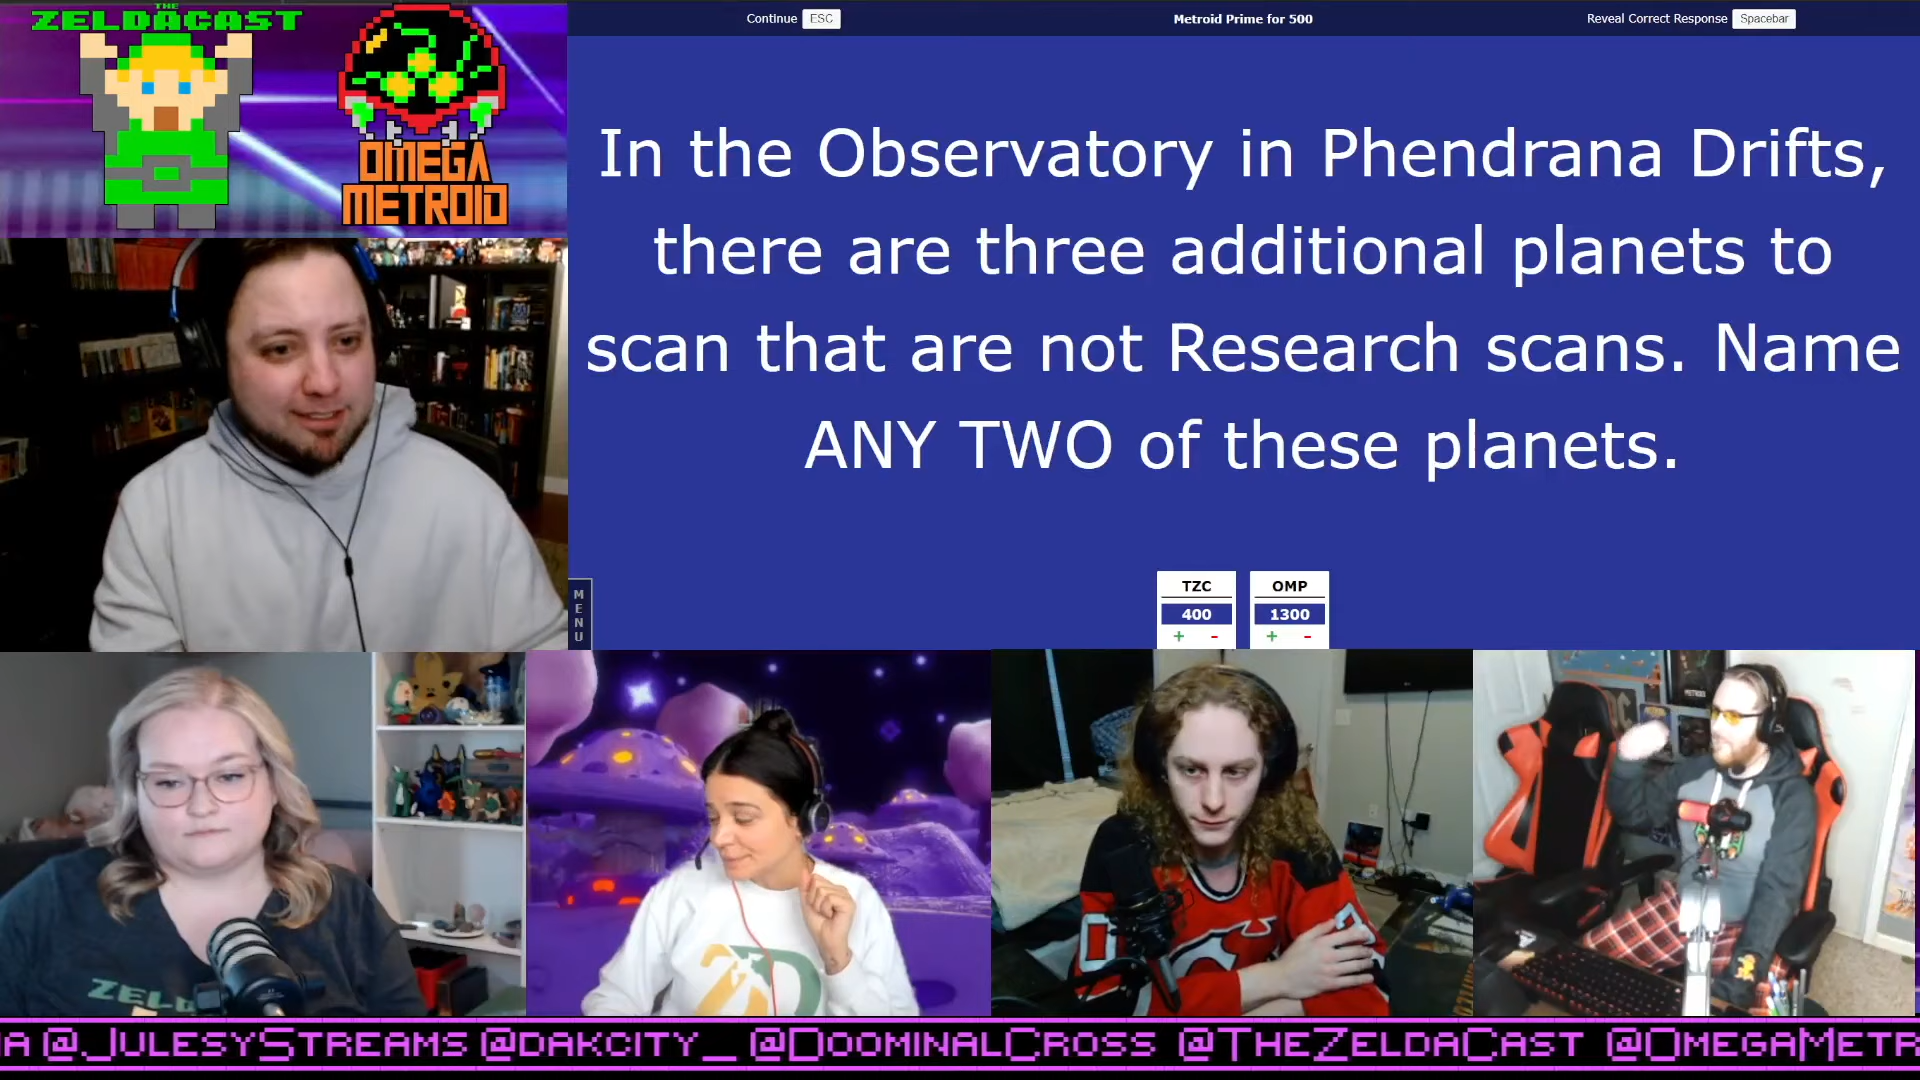 THE
ZELDACAST
OMEGA
METROID
Continue ESC
Metroid Prime for 500
Reveal Correct Response Spacebar
In the Observatory in Phendrana Drifts,
there are three additional planets to
scan that are not Research scans. Name
ANY TWO of these planets.
MENU
TZC
400
+ -
OMP
1300
+ -
ZELD
A @JULESYSTREAMS @DAKCITY_ @DOOMINALCROSS @THEZELDACAST @OMEGAMETR